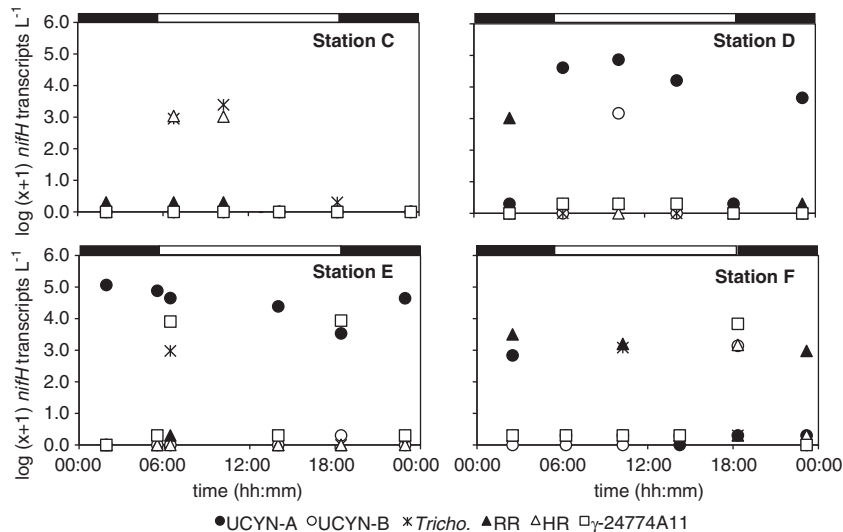 Station C
Station D
log (x+1) nifH transcripts L⁻¹
6.0
5.0
4.0
3.0
2.0
1.0
0.0
Station E
Station F
log (x+1) nifH transcripts L⁻¹
6.0
5.0
4.0
3.0
2.0
1.0
0.0
00:00 06:00 12:00 18:00 00:00
00:00 06:00 12:00 18:00 00:00
time (hh:mm)
time (hh:mm)
●UCYN-A ○UCYN-B ✳Tricho. ▲RR △HR □γ-24774A11